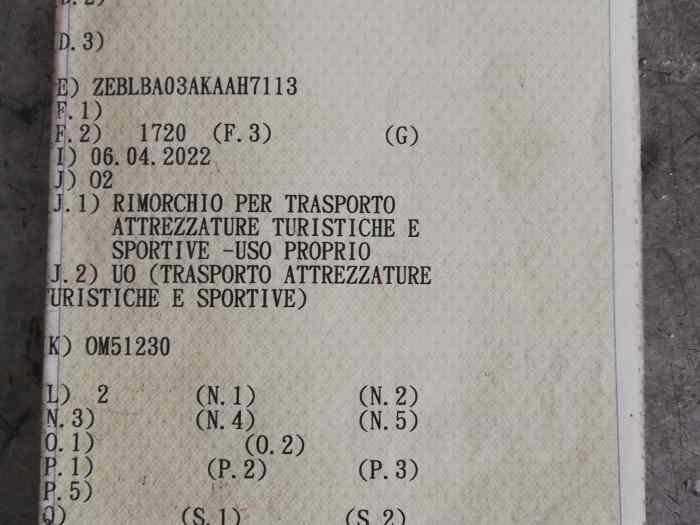 D.2)
D.3)
E) ZEBLBA03AKAAH7113
F.1)
F.2) 1720 (F.3) (G)
I) 06.04.2022
J) O2
J.1) RIMORCHIO PER TRASPORTO
ATTREZZATURE TURISTICHE E
SPORTIVE -USO PROPRIO
J.2) UO (TRASPORTO ATTREZZATURE
URISTICHE E SPORTIVE)
K) OM51230
L) 2 (N.1) (N.2)
N.3) (N.4) (N.5)
O.1) (O.2)
P.1) (P.2) (P.3)
P.5)
Q) (S.1) (S.2)